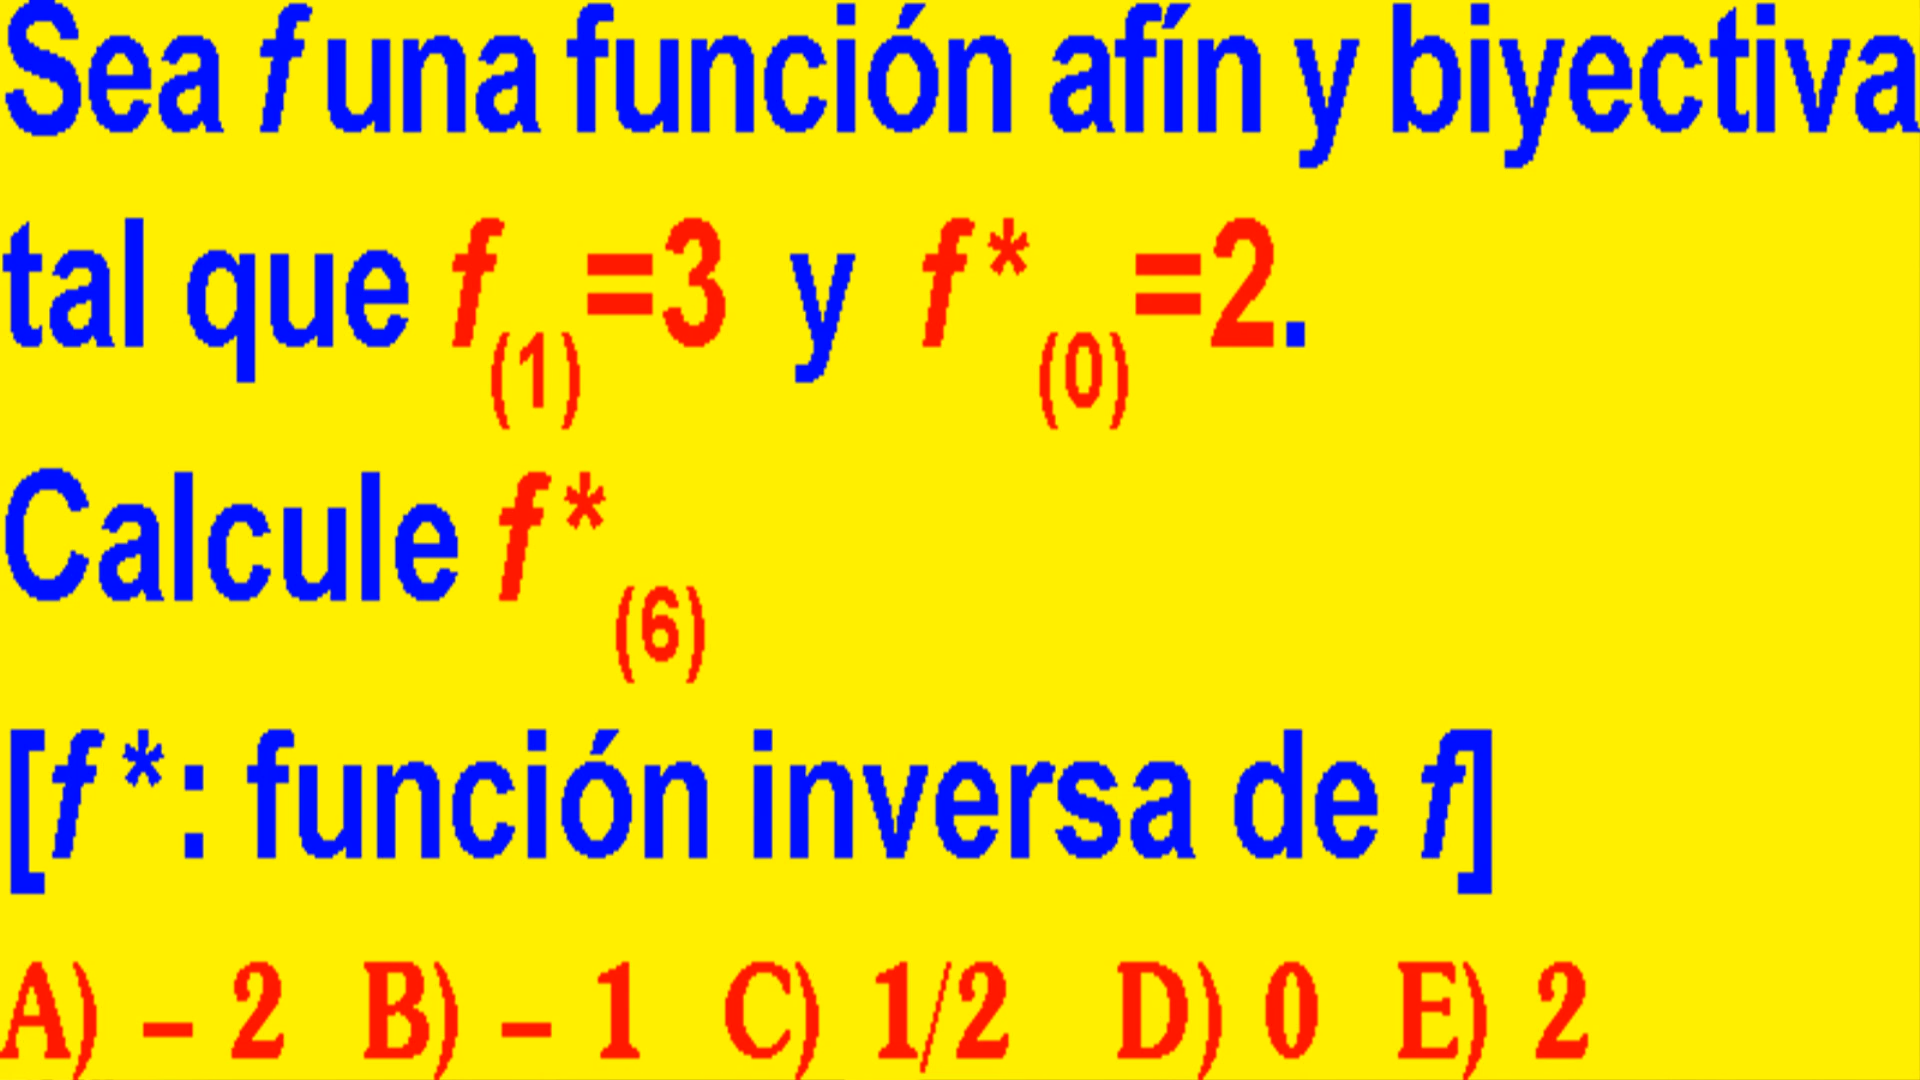 Sea f una función afín y biyectiva
tal que f(1)=3 y f*(0)=2.
Calcule f*(6)
[f*: función inversa de f]
A) – 2 B) – 1 C) 1/2 D) 0 E) 2